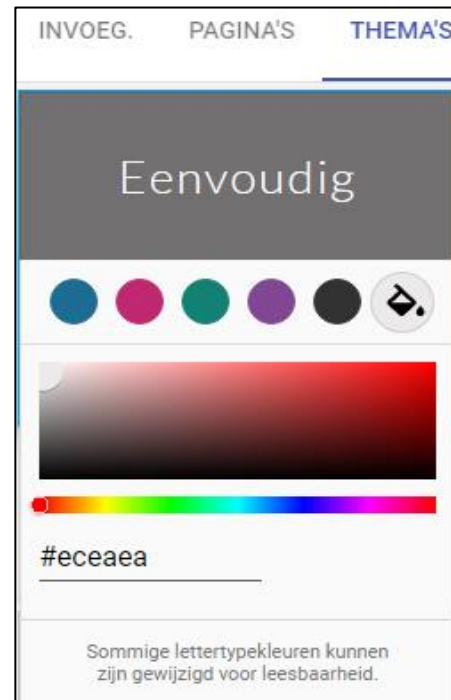 INVOEG. PAGINA'S THEMA'S
Eenvoudig
#eceaea
Sommige lettertypekleuren kunnen
zijn gewijzigd voor leesbaarheid.